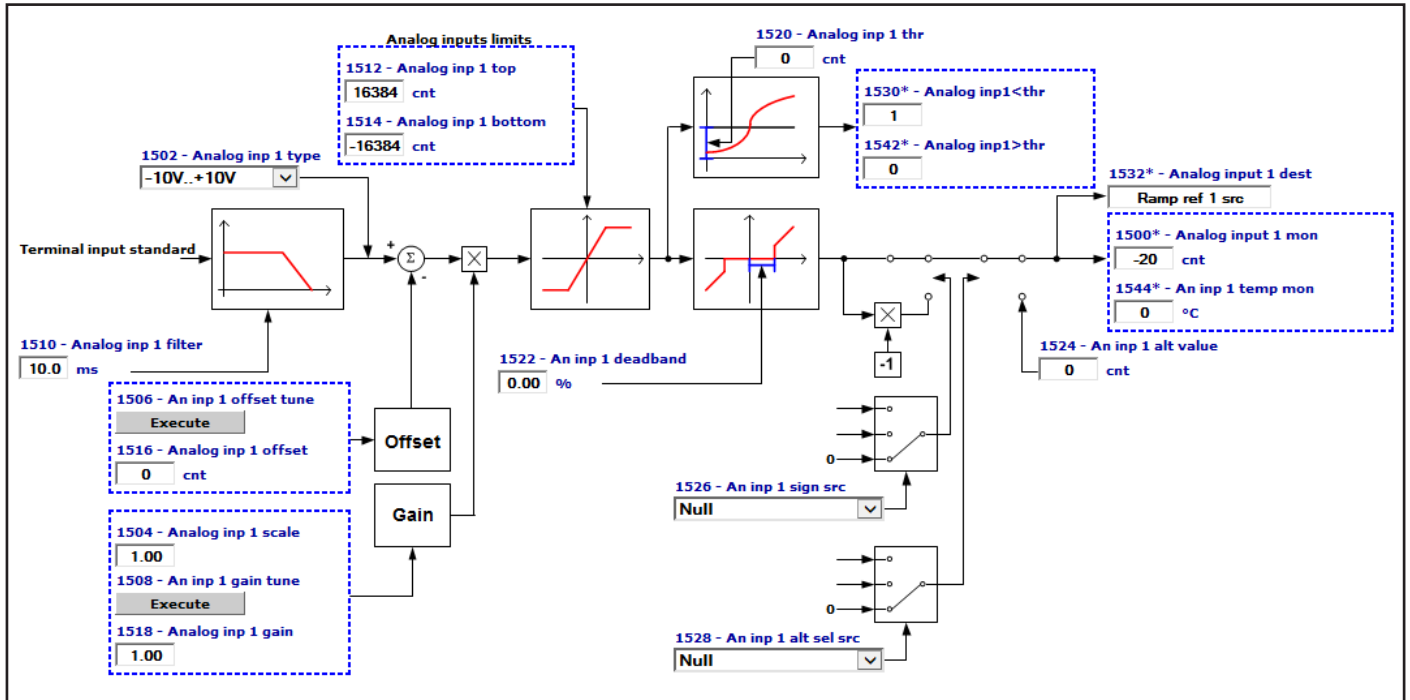 Analog inputs limits
1512 - Analog inp 1 top
16384 cnt
1514 - Analog inp 1 bottom
-16384 cnt
1520 - Analog inp 1 thr
0 cnt
1530* - Analog inp1<thr
1
1542* - Analog inp1>thr
0
1502 - Analog inp 1 type
-10V..+10V
Terminal input standard
+
Σ
-
X
1532* - Analog input 1 dest
Ramp ref 1 src
1500* - Analog input 1 mon
-20 cnt
1544* - An inp 1 temp mon
0 °C
1510 - Analog inp 1 filter
10.0 ms
1522 - An inp 1 deadband
0.00 %
X
-1
1524 - An inp 1 alt value
0 cnt
1506 - An inp 1 offset tune
Execute
1516 - Analog inp 1 offset
0 cnt
Offset
0
1526 - An inp 1 sign src
Null
1504 - Analog inp 1 scale
1.00
1508 - An inp 1 gain tune
Execute
1518 - Analog inp 1 gain
1.00
Gain
0
1528 - An inp 1 alt sel src
Null